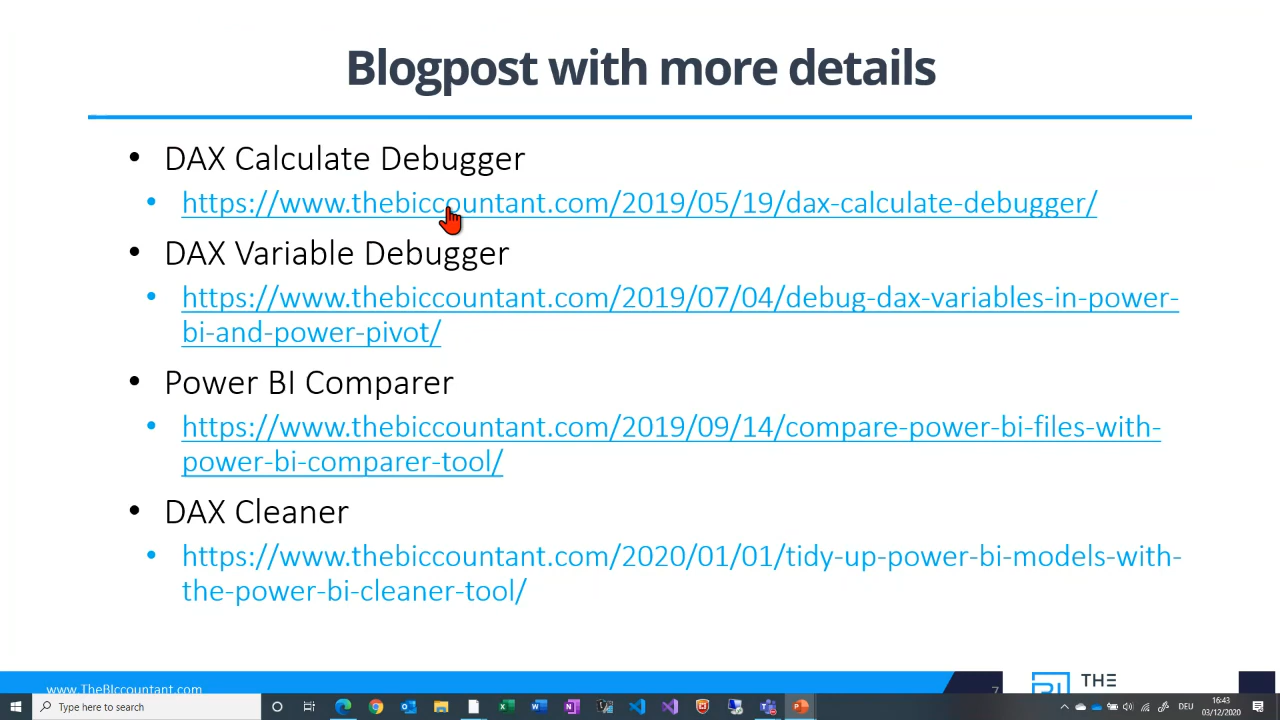 Blogpost with more details
• DAX Calculate Debugger
• https://www.thebiccountant.com/2019/05/19/dax-calculate-debugger/
• DAX Variable Debugger
• https://www.thebiccountant.com/2019/07/04/debug-dax-variables-in-power-
bi-and-power-pivot/
• Power BI Comparer
• https://www.thebiccountant.com/2019/09/14/compare-power-bi-files-with-
power-bi-comparer-tool/
• DAX Cleaner
• https://www.thebiccountant.com/2020/01/01/tidy-up-power-bi-models-with-
the-power-bi-cleaner-tool/
www.TheBIccountant.com
7
THE
BI
Type here to search
DEU
16:43
03/12/2020